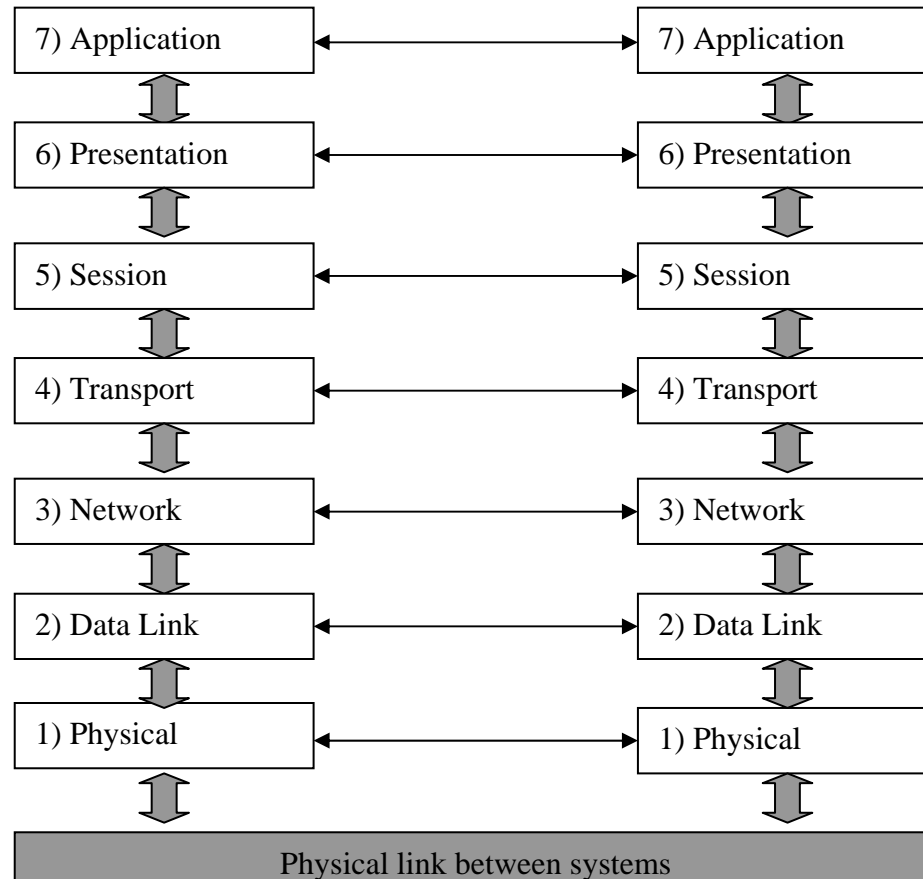 7) Application
7) Application
6) Presentation
6) Presentation
5) Session
5) Session
4) Transport
4) Transport
3) Network
3) Network
2) Data Link
2) Data Link
1) Physical
1) Physical
Physical link between systems